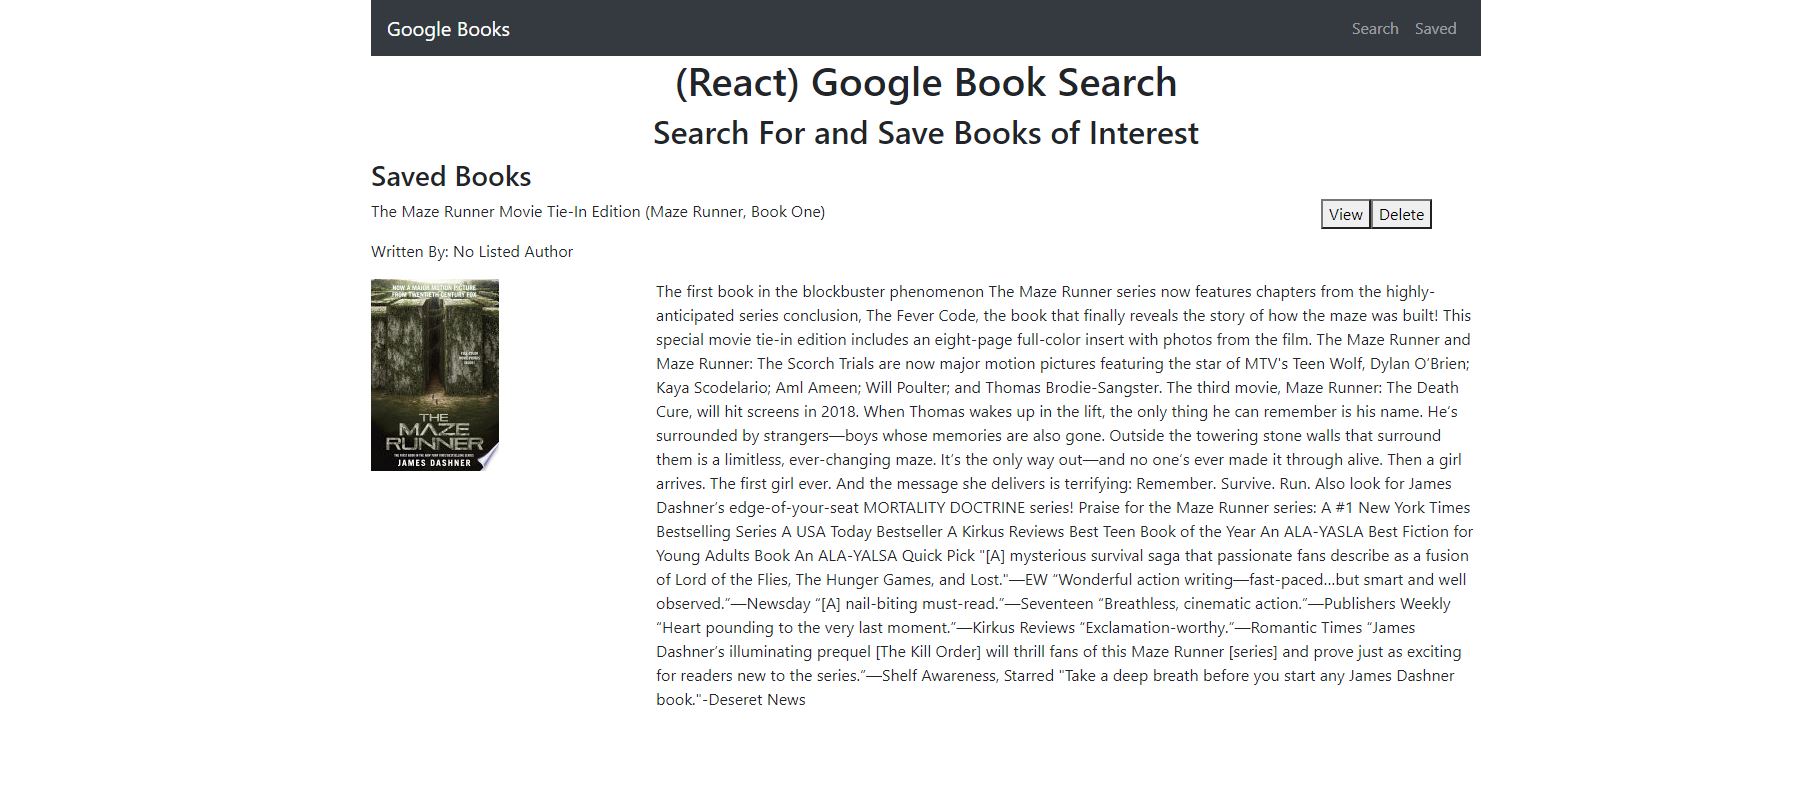 Google Books
Search Saved
(React) Google Book Search
Search For and Save Books of Interest
Saved Books
The Maze Runner Movie Tie-In Edition (Maze Runner, Book One)
View Delete
Written By: No Listed Author
NOW A MAJOR MOTION PICTURE
FROM TWENTIETH CENTURY FOX
THE
MAZE
RUNNER
THE FIRST BOOK IN THE NEW YORK TIMES BESTSELLING SERIES
JAMES DASHNER
The first book in the blockbuster phenomenon The Maze Runner series now features chapters from the highly-
anticipated series conclusion, The Fever Code, the book that finally reveals the story of how the maze was built! This
special movie tie-in edition includes an eight-page full-color insert with photos from the film. The Maze Runner and
Maze Runner: The Scorch Trials are now major motion pictures featuring the star of MTV's Teen Wolf, Dylan O’Brien;
Kaya Scodelario; Aml Ameen; Will Poulter; and Thomas Brodie-Sangster. The third movie, Maze Runner: The Death
Cure, will hit screens in 2018. When Thomas wakes up in the lift, the only thing he can remember is his name. He’s
surrounded by strangers—boys whose memories are also gone. Outside the towering stone walls that surround
them is a limitless, ever-changing maze. It’s the only way out—and no one’s ever made it through alive. Then a girl
arrives. The first girl ever. And the message she delivers is terrifying: Remember. Survive. Run. Also look for James
Dashner’s edge-of-your-seat MORTALITY DOCTRINE series! Praise for the Maze Runner series: A #1 New York Times
Bestselling Series A USA Today Bestseller A Kirkus Reviews Best Teen Book of the Year An ALA-YASLA Best Fiction for
Young Adults Book An ALA-YALSA Quick Pick "[A] mysterious survival saga that passionate fans describe as a fusion
of Lord of the Flies, The Hunger Games, and Lost."—EW “Wonderful action writing—fast-paced...but smart and well
observed.”—Newsday “[A] nail-biting must-read.”—Seventeen “Breathless, cinematic action.”—Publishers Weekly
“Heart pounding to the very last moment.”—Kirkus Reviews “Exclamation-worthy.”—Romantic Times “James
Dashner’s illuminating prequel [The Kill Order] will thrill fans of this Maze Runner [series] and prove just as exciting
for readers new to the series.”—Shelf Awareness, Starred "Take a deep breath before you start any James Dashner
book."-Deseret News